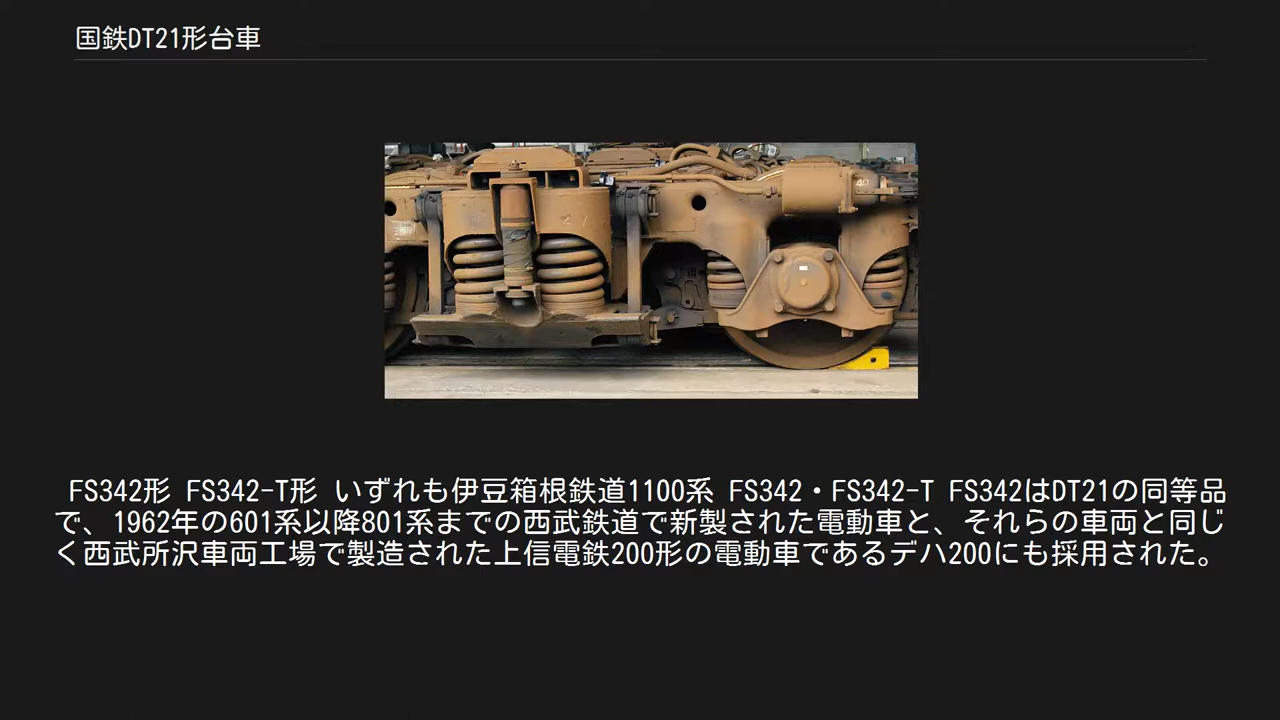 国鉄DT21形台車
FS342形 FS342-T形 いずれも伊豆箱根鉄道1100系 FS342・FS342-T FS342はDT21の同等品
で、1962年の601系以降801系までの西武鉄道で新製された電動車と、それらの車両と同じ
く西武所沢車両工場で製造された上信電鉄200形の電動車であるデハ200にも採用された。